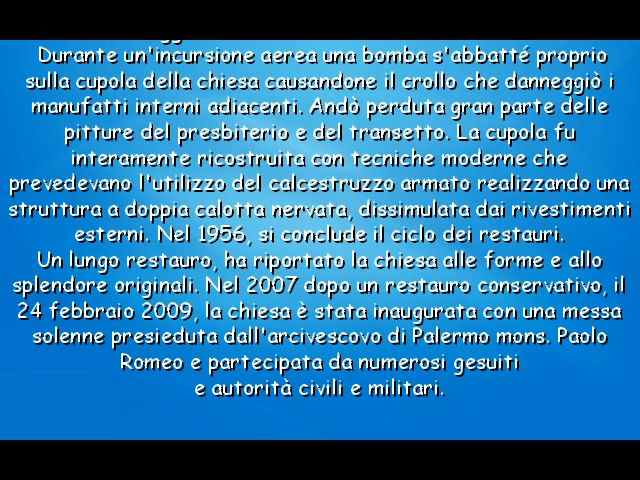 Durante un'incursione aerea una bomba s'abbatté proprio
sulla cupola della chiesa causandone il crollo che danneggiò i
manufatti interni adiacenti. Andò perduta gran parte delle
pitture del presbiterio e del transetto. La cupola fu
interamente ricostruita con tecniche moderne che
prevedevano l'utilizzo del calcestruzzo armato realizzando una
struttura a doppia calotta nervata, dissimulata dai rivestimenti
esterni. Nel 1956, si conclude il ciclo dei restauri.
Un lungo restauro, ha riportato la chiesa alle forme e allo
splendore originali. Nel 2007 dopo un restauro conservativo, il
24 febbraio 2009, la chiesa è stata inaugurata con una messa
solenne presieduta dall'arcivescovo di Palermo mons. Paolo
Romeo e partecipata da numerosi gesuiti
e autorità civili e militari.